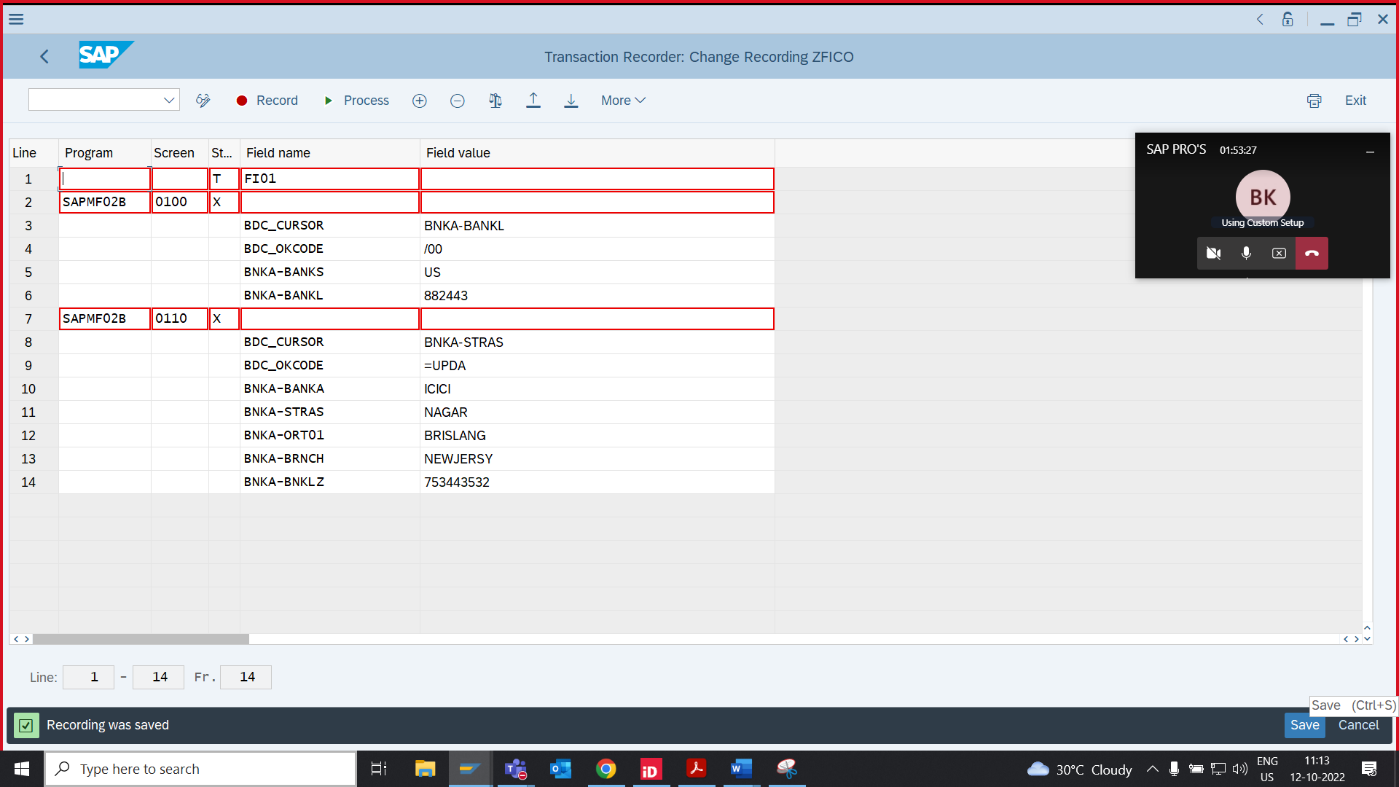 SAP
Transaction Recorder: Change Recording ZFICO
Record Process More Exit
Line Program Screen St... Field name Field value
1 T FI01
2 SAPMF02B 0100 X
3 BDC_CURSOR BNKA-BANKL
4 BDC_OKCODE /00
5 BNKA-BANKS US
6 BNKA-BANKL 882443
7 SAPMF02B 0110 X
8 BDC_CURSOR BNKA-STRAS
9 BDC_OKCODE =UPDA
10 BNKA-BANKA ICICI
11 BNKA-STRAS NAGAR
12 BNKA-ORT01 BRISLANG
13 BNKA-BRNCH NEWJERSY
14 BNKA-BNKLZ 753443532
SAP PRO'S 01:53:27
BK
Using Custom Setup
Line: 1 - 14 Fr. 14
Save (Ctrl+S)
Recording was saved Save Cancel
Type here to search
30°C Cloudy
ENG
US
11:13
12-10-2022